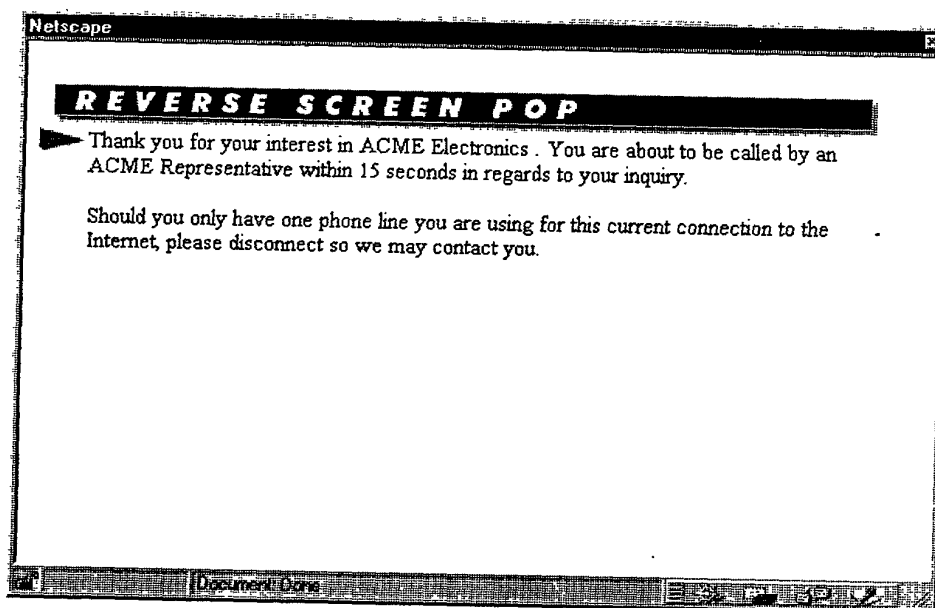 Netscape
REVERSE SCREEN POP
Thank you for your interest in ACME Electronics . You are about to be called by an
ACME Representative within 15 seconds in regards to your inquiry.
Should you only have one phone line you are using for this current connection to the
Internet, please disconnect so we may contact you.
Document: Done